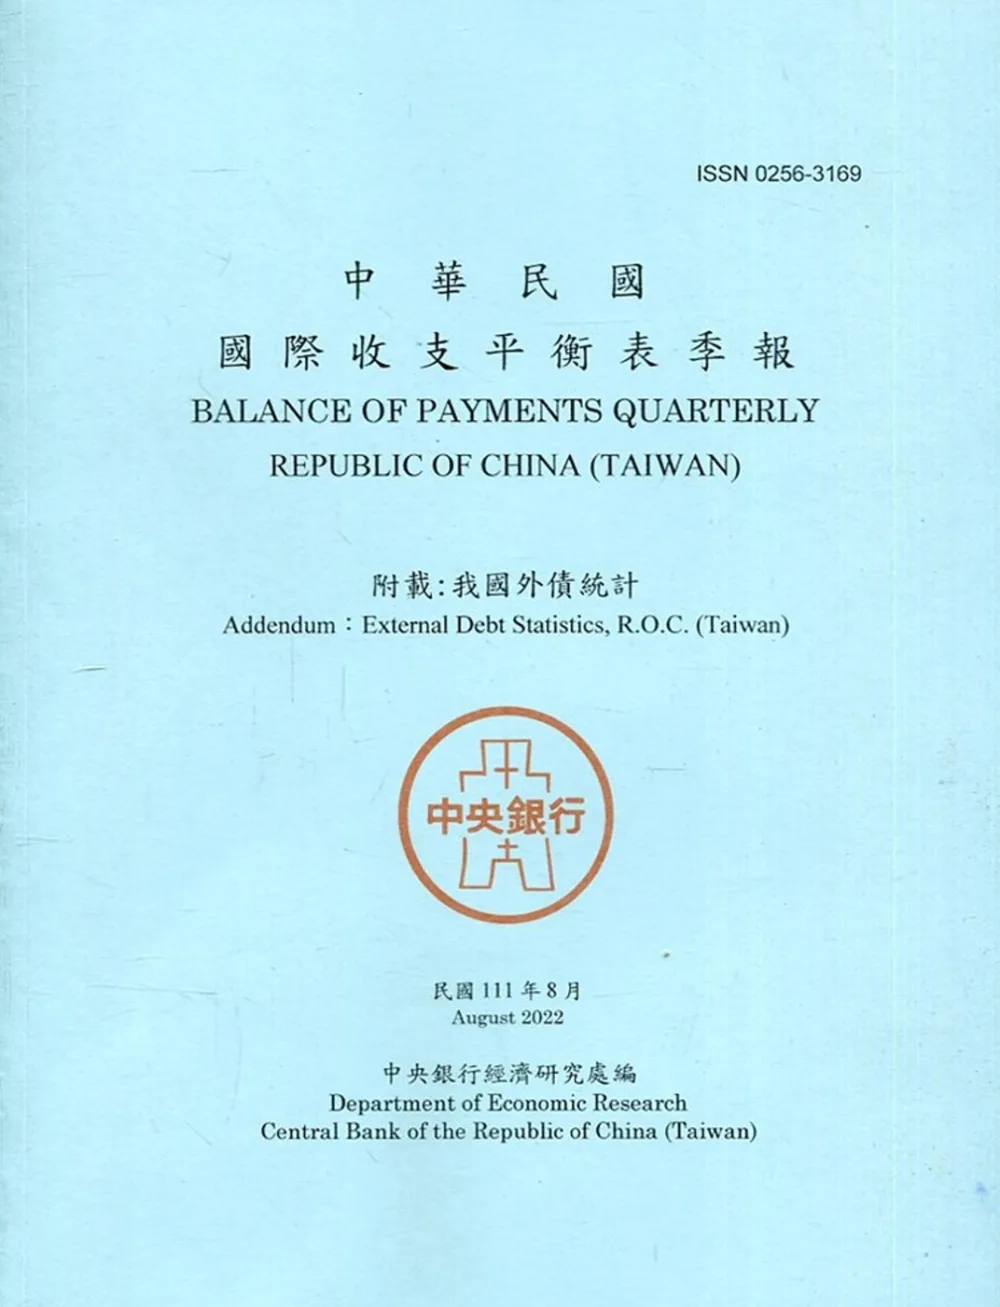 ISSN 0256-3169
中華民國
國際收支平衡表季報
BALANCE OF PAYMENTS QUARTERLY
REPUBLIC OF CHINA (TAIWAN)
附載:我國外債統計
Addendum：External Debt Statistics, R.O.C. (Taiwan)
中央銀行
民國 111 年 8 月
August 2022
中央銀行經濟研究處編
Department of Economic Research
Central Bank of the Republic of China (Taiwan)